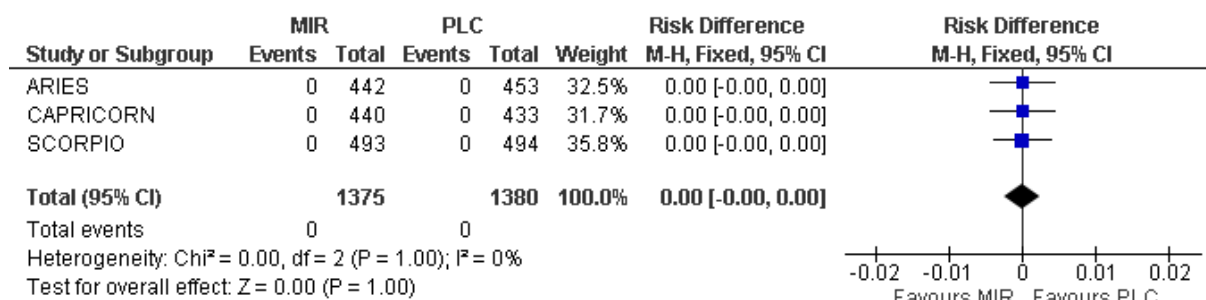 MIR PLC Risk Difference Risk Difference
Study or Subgroup Events Total Events Total Weight M-H, Fixed, 95% CI M-H, Fixed, 95% CI
ARIES 0 442 0 453 32.5% 0.00 [-0.00, 0.00]
CAPRICORN 0 440 0 433 31.7% 0.00 [-0.00, 0.00]
SCORPIO 0 493 0 494 35.8% 0.00 [-0.00, 0.00]
Total (95% CI) 1375 1380 100.0% 0.00 [-0.00, 0.00]
Total events 0 0
Heterogeneity: Chi² = 0.00, df = 2 (P = 1.00); I² = 0%
Test for overall effect: Z = 0.00 (P = 1.00)
-0.02 -0.01 0 0.01 0.02
Favours MIR Favours PLC